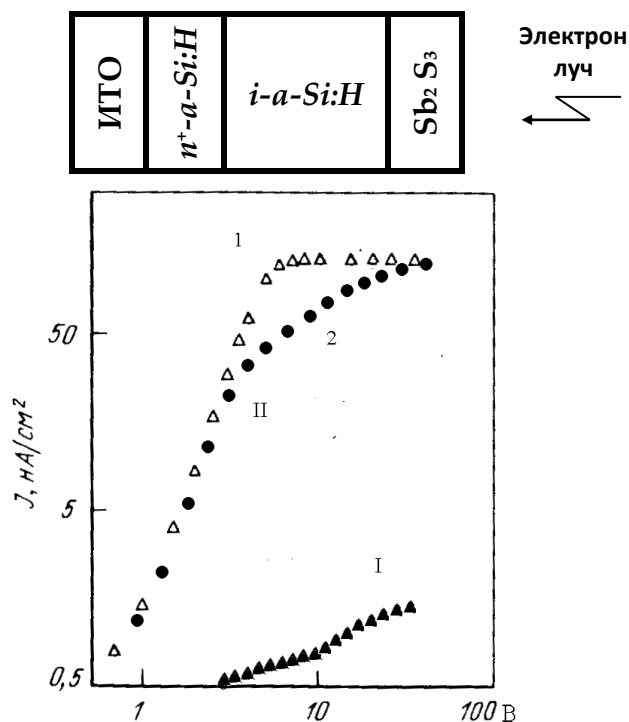 ИТО
n⁺-a-Si:H
i-a-Si:H
Sb₂ S₃
Электрон
луч
1
50
2
II
J, нА/см²
5
I
0,5
1
10
100 В